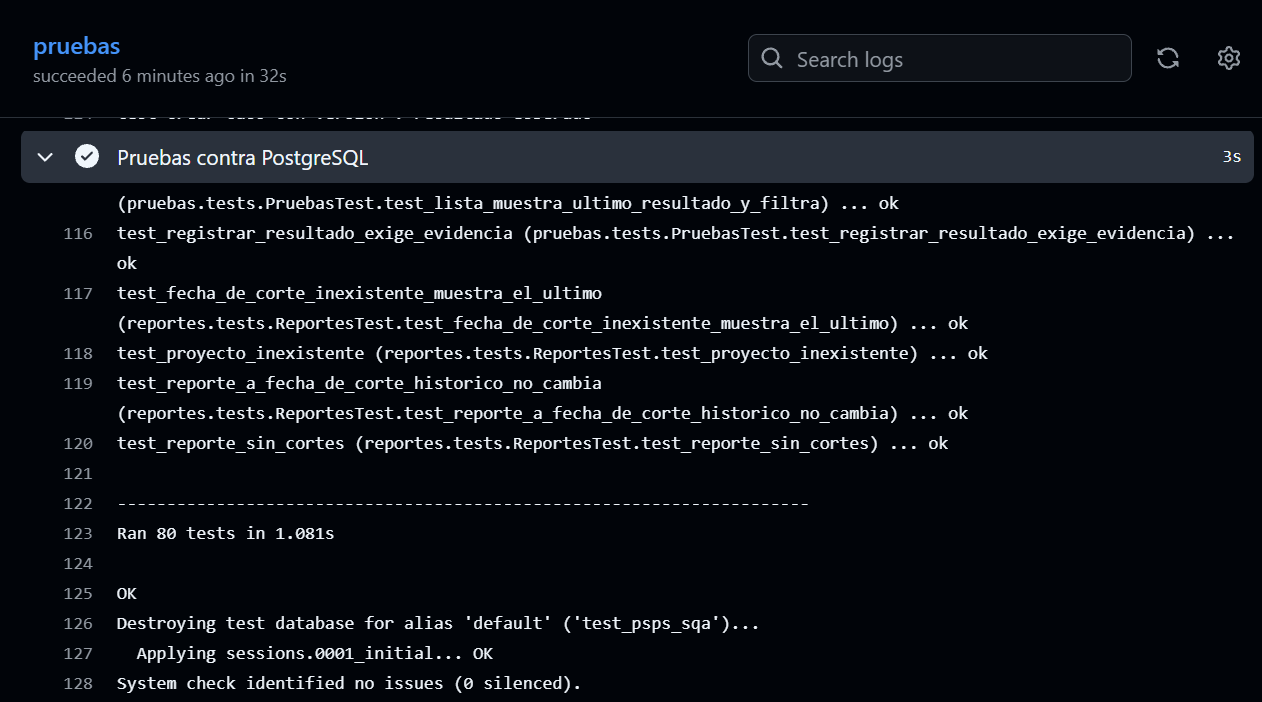 pruebas
succeeded 6 minutes ago in 32s
Search logs
Pruebas contra PostgreSQL
3s
(pruebas.tests.PruebasTest.test_lista_muestra_ultimo_resultado_y_filtra) ... ok
116 test_registrar_resultado_exige_evidencia (pruebas.tests.PruebasTest.test_registrar_resultado_exige_evidencia) ...
ok
117 test_fecha_de_corte_inexistente_muestra_el_ultimo
(reportes.tests.ReportesTest.test_fecha_de_corte_inexistente_muestra_el_ultimo) ... ok
118 test_proyecto_inexistente (reportes.tests.ReportesTest.test_proyecto_inexistente) ... ok
119 test_reporte_a_fecha_de_corte_historico_no_cambia
(reportes.tests.ReportesTest.test_reporte_a_fecha_de_corte_historico_no_cambia) ... ok
120 test_reporte_sin_cortes (reportes.tests.ReportesTest.test_reporte_sin_cortes) ... ok
121
122 ----------------------------------------------------------------------
123 Ran 80 tests in 1.081s
124
125 OK
126 Destroying test database for alias 'default' ('test_psps_sqa')...
127 Applying sessions.0001_initial... OK
128 System check identified no issues (0 silenced).